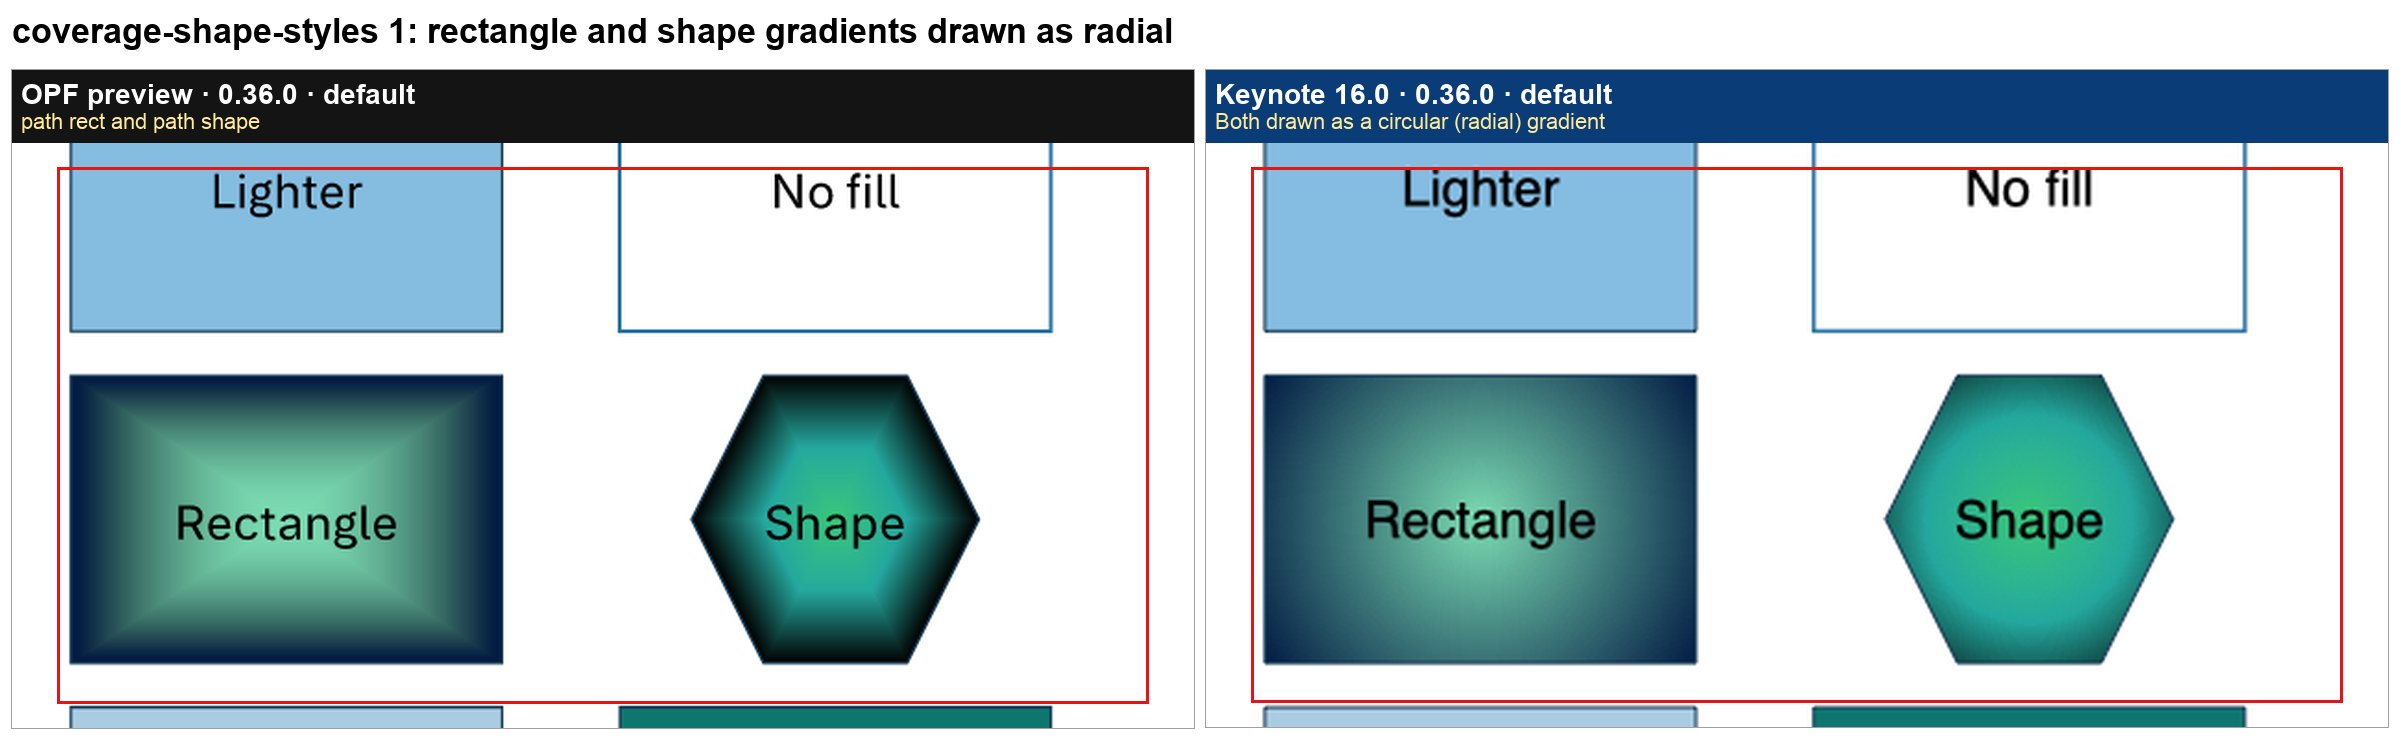 coverage-shape-styles 1: rectangle and shape gradients drawn as radial
OPF preview · 0.36.0 · default
path rect and path shape
Lighter
No fill
Rectangle
Shape
Keynote 16.0 · 0.36.0 · default
Both drawn as a circular (radial) gradient
Lighter
No fill
Rectangle
Shape